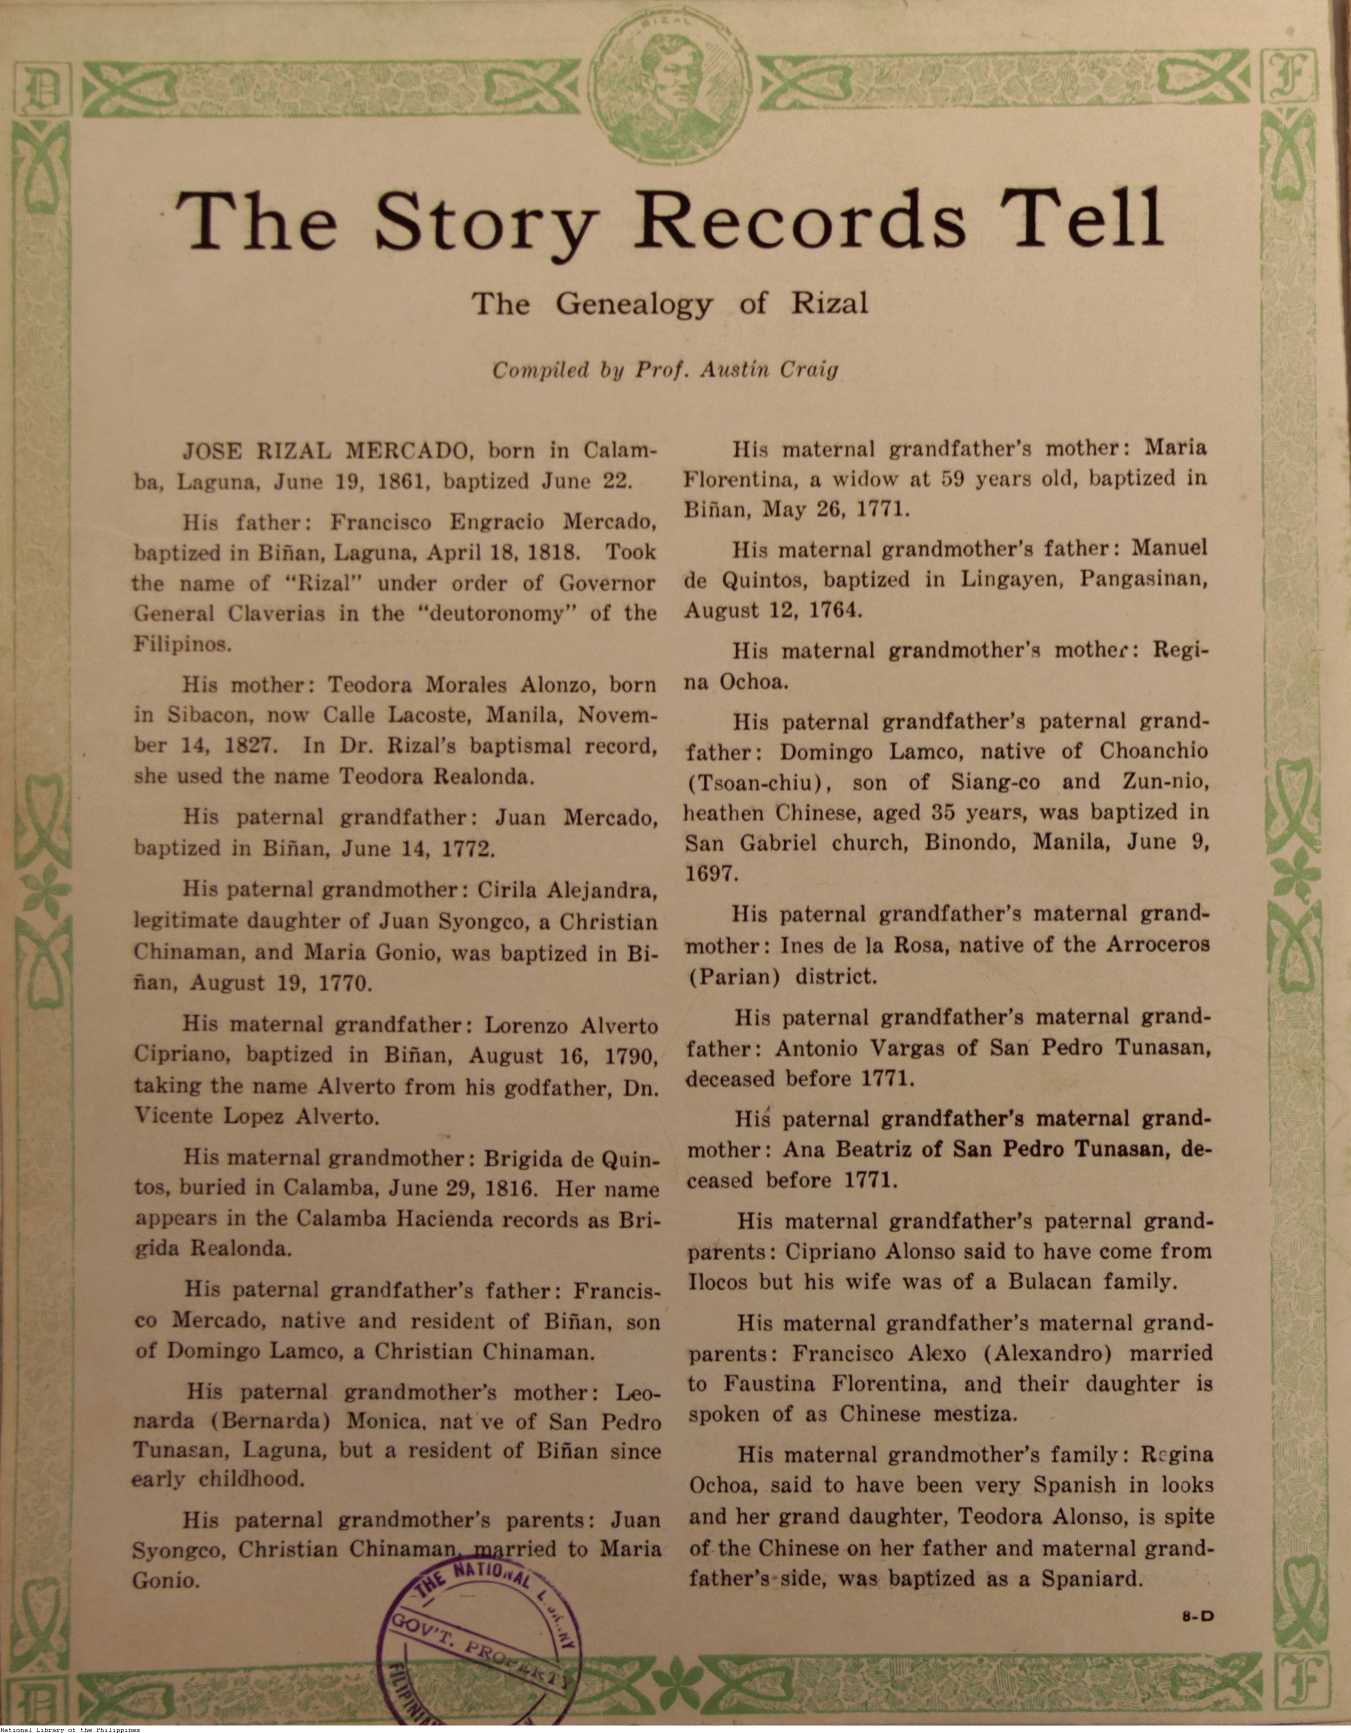 RIZAL
D
F
The Story Records Tell
The Genealogy of Rizal
Compiled by Prof. Austin Craig
JOSE RIZAL MERCADO, born in Calam-
ba, Laguna, June 19, 1861, baptized June 22.
His father: Francisco Engracio Mercado,
baptized in Biñan, Laguna, April 18, 1818. Took
the name of “Rizal” under order of Governor
General Claverias in the “deutoronomy” of the
Filipinos.
His mother: Teodora Morales Alonzo, born
in Sibacon, now Calle Lacoste, Manila, Novem-
ber 14, 1827. In Dr. Rizal's baptismal record,
she used the name Teodora Realonda.
His paternal grandfather: Juan Mercado,
baptized in Biñan, June 14, 1772.
His paternal grandmother: Cirila Alejandra,
legitimate daughter of Juan Syongco, a Christian
Chinaman, and Maria Gonio, was baptized in Bi-
ñan, August 19, 1770.
His maternal grandfather: Lorenzo Alverto
Cipriano, baptized in Biñan, August 16, 1790,
taking the name Alverto from his godfather, Dn.
Vicente Lopez Alverto.
His maternal grandmother: Brigida de Quin-
tos, buried in Calamba, June 29, 1816. Her name
appears in the Calamba Hacienda records as Bri-
gida Realonda.
His paternal grandfather's father: Francis-
co Mercado, native and resident of Biñan, son
of Domingo Lamco, a Christian Chinaman.
His paternal grandmother's mother: Leo-
narda (Bernarda) Monica, nat ve of San Pedro
Tunasan, Laguna, but a resident of Biñan since
early childhood.
His paternal grandmother's parents: Juan
Syongco, Christian Chinaman, married to Maria
Gonio.
His maternal grandfather's mother: Maria
Florentina, a widow at 59 years old, baptized in
Biñan, May 26, 1771.
His maternal grandmother's father: Manuel
de Quintos, baptized in Lingayen, Pangasinan,
August 12, 1764.
His maternal grandmother's mother: Regi-
na Ochoa.
His paternal grandfather's paternal grand-
father: Domingo Lamco, native of Choanchio
(Tsoan-chiu), son of Siang-co and Zun-nio,
heathen Chinese, aged 35 years, was baptized in
San Gabriel church, Binondo, Manila, June 9,
1697.
His paternal grandfather's maternal grand-
mother: Ines de la Rosa, native of the Arroceros
(Parian) district.
His paternal grandfather's maternal grand-
father: Antonio Vargas of San Pedro Tunasan,
deceased before 1771.
His paternal grandfather's maternal grand-
mother: Ana Beatriz of San Pedro Tunasan, de-
ceased before 1771.
His maternal grandfather's paternal grand-
parents: Cipriano Alonso said to have come from
Ilocos but his wife was of a Bulacan family.
His maternal grandfather's maternal grand-
parents: Francisco Alexo (Alexandro) married
to Faustina Florentina, and their daughter is
spoken of as Chinese mestiza.
His maternal grandmother's family: Regina
Ochoa, said to have been very Spanish in looks
and her grand daughter, Teodora Alonso, is spite
of the Chinese on her father and maternal grand-
father's side, was baptized as a Spaniard.
8-D
THE NATIONAL
GOV'T. PROPERTY
D
F
National Library of the Philippines